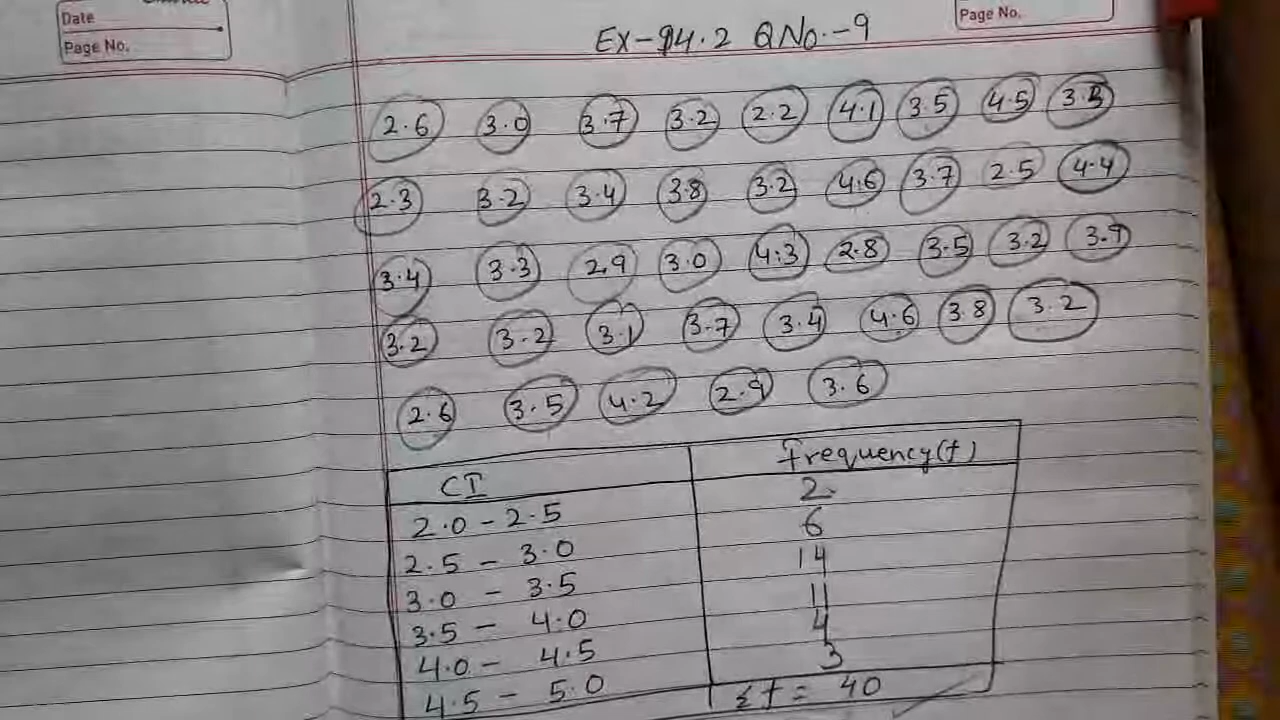 Date
Page No.
Page No.
Ex-14.2 Q No.-9
2.6 3.0 3.7 3.2 2.2 4.1 3.5 4.5 3.5
2.3 3.2 3.4 3.8 3.2 4.6 3.7 2.5 4.4
3.4 3.3 2.9 3.0 4.3 2.8 3.5 3.2 3.9
3.2 3.2 3.1 3.7 3.4 4.6 3.8 3.2
2.6 3.5 4.2 2.9 3.6
CI Frequency(f)
2.0 - 2.5 2
2.5 - 3.0 6
3.0 - 3.5 14
3.5 - 4.0 11
4.0 - 4.5 4
4.5 - 5.0 3
Σf = 40